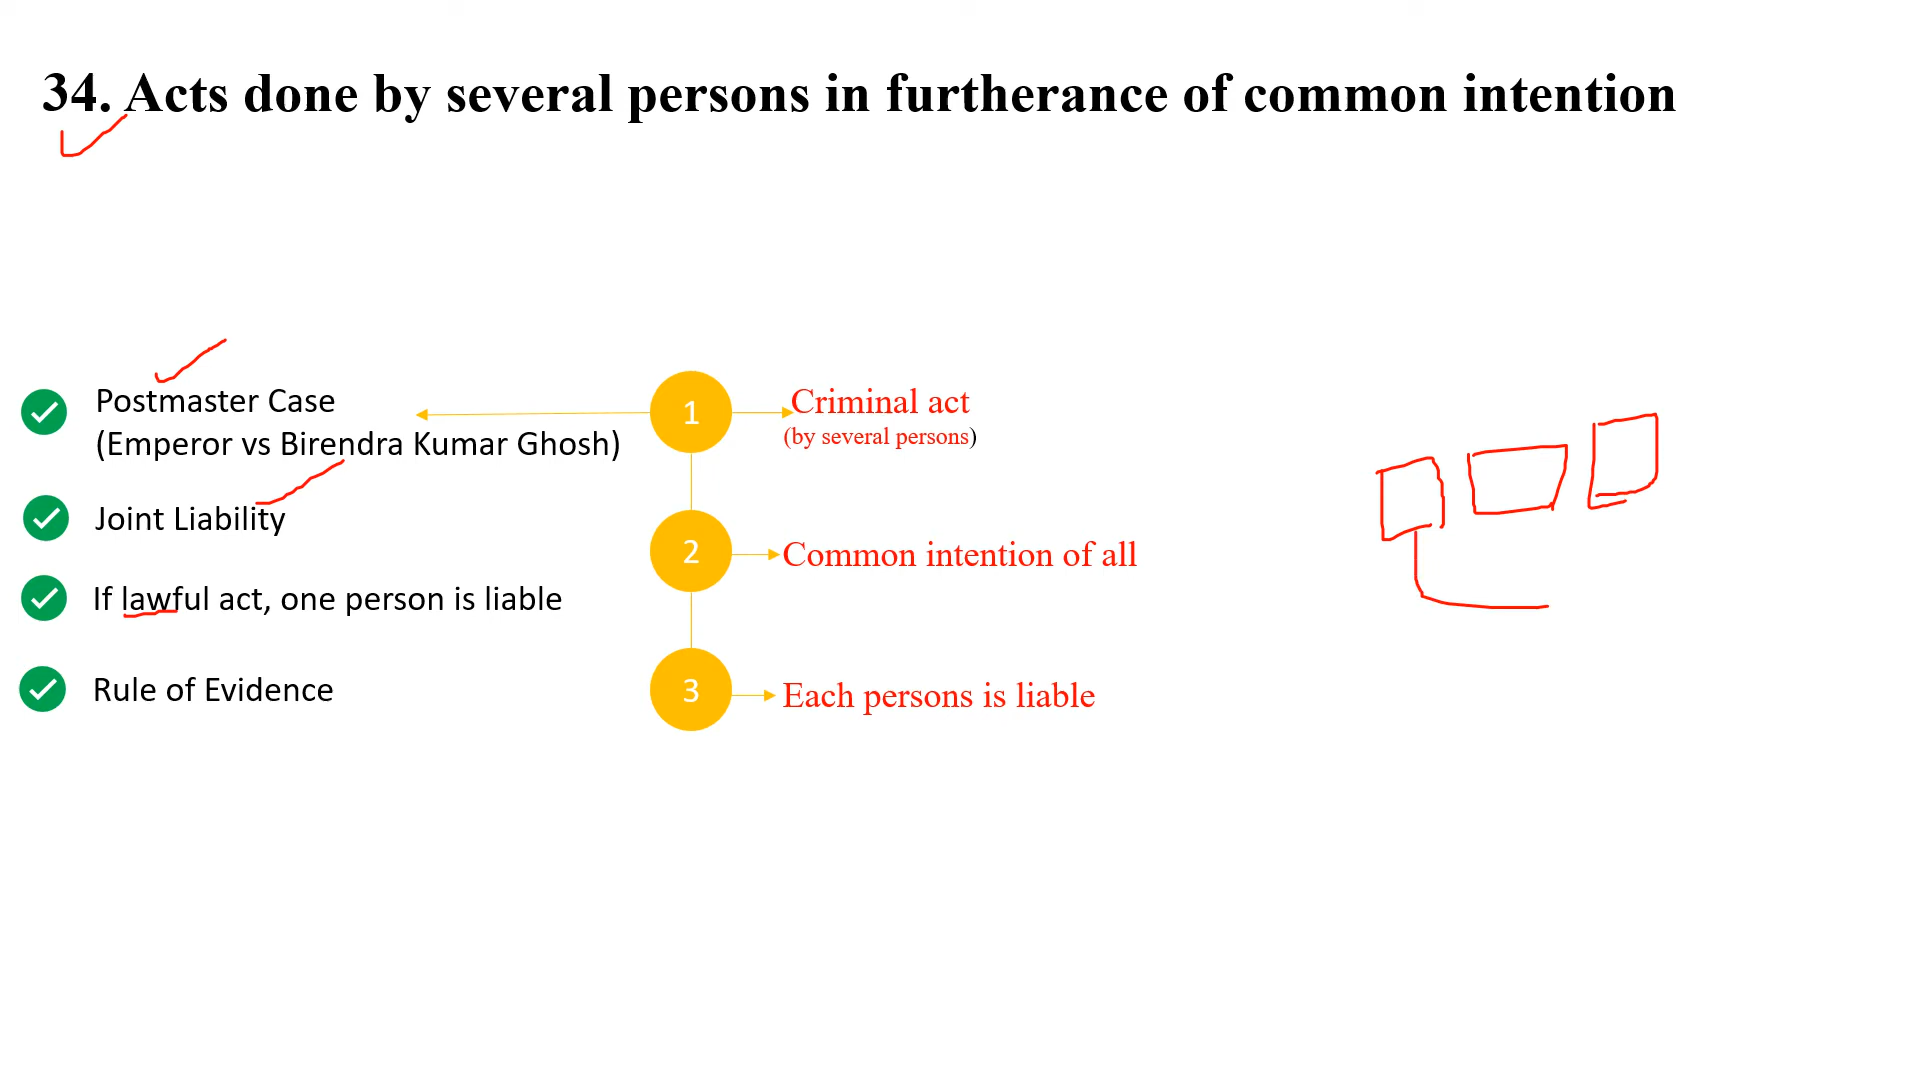 34. Acts done by several persons in furtherance of common intention
Postmaster Case
(Emperor vs Birendra Kumar Ghosh)
Joint Liability
If lawful act, one person is liable
Rule of Evidence
1
Criminal act
(by several persons)
2
Common intention of all
3
Each persons is liable